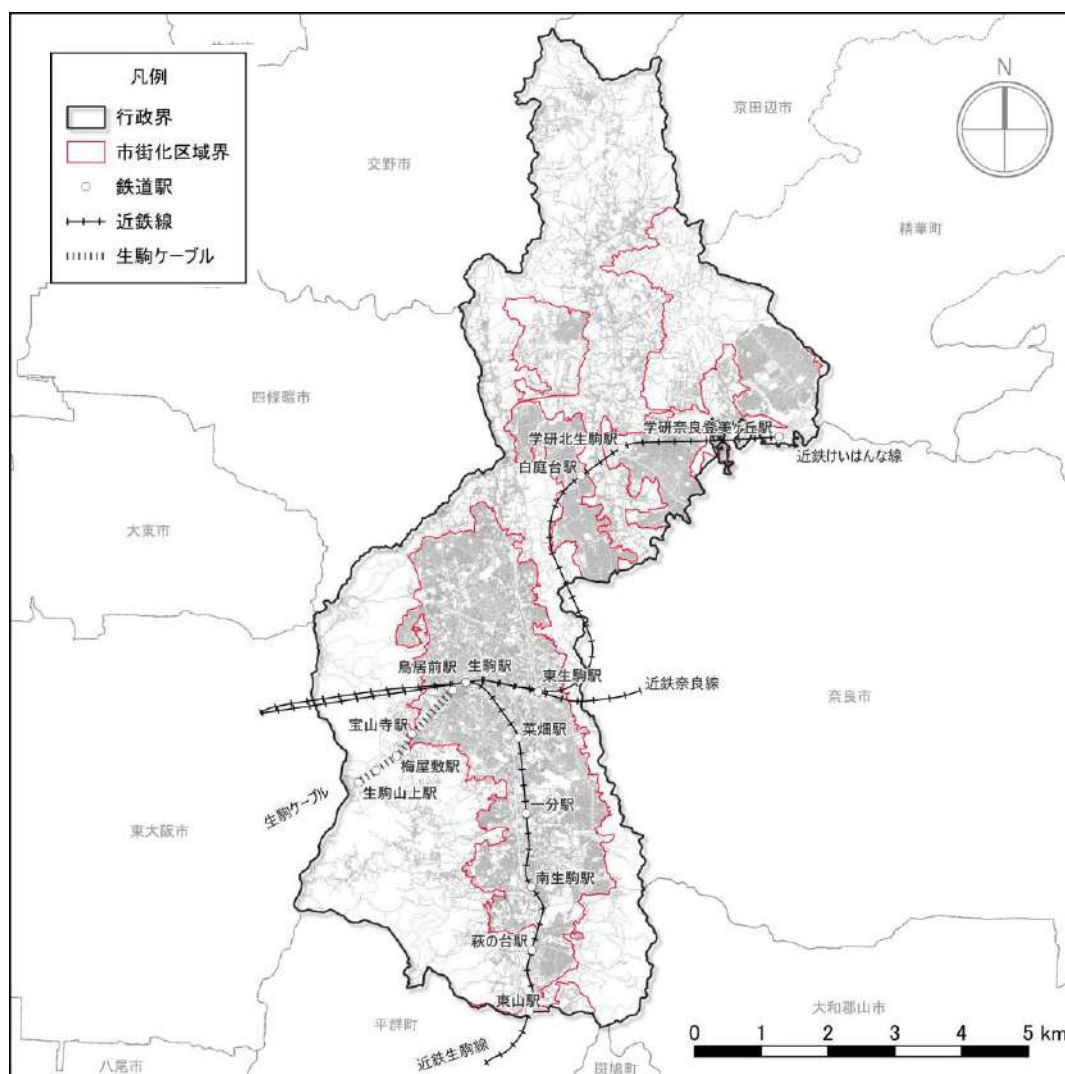 凡例
行政界
市街化区域界
鉄道駅
近鉄線
生駒ケーブル
N
京田辺市
交野市
精華町
四條畷市
学研奈良登美ヶ丘駅
学研北生駒駅
近鉄けいはんな線
白庭台駅
大東市
鳥居前駅
生駒駅
東生駒駅
近鉄奈良線
奈良市
宝山寺駅
菜畑駅
梅屋敷駅
生駒山上駅
生駒ケーブル
一分駅
東大阪市
南生駒駅
萩の台駅
東山駅
大和郡山市
平群町
近鉄生駒線
八尾市
斑鳩町
0 1 2 3 4 5 km